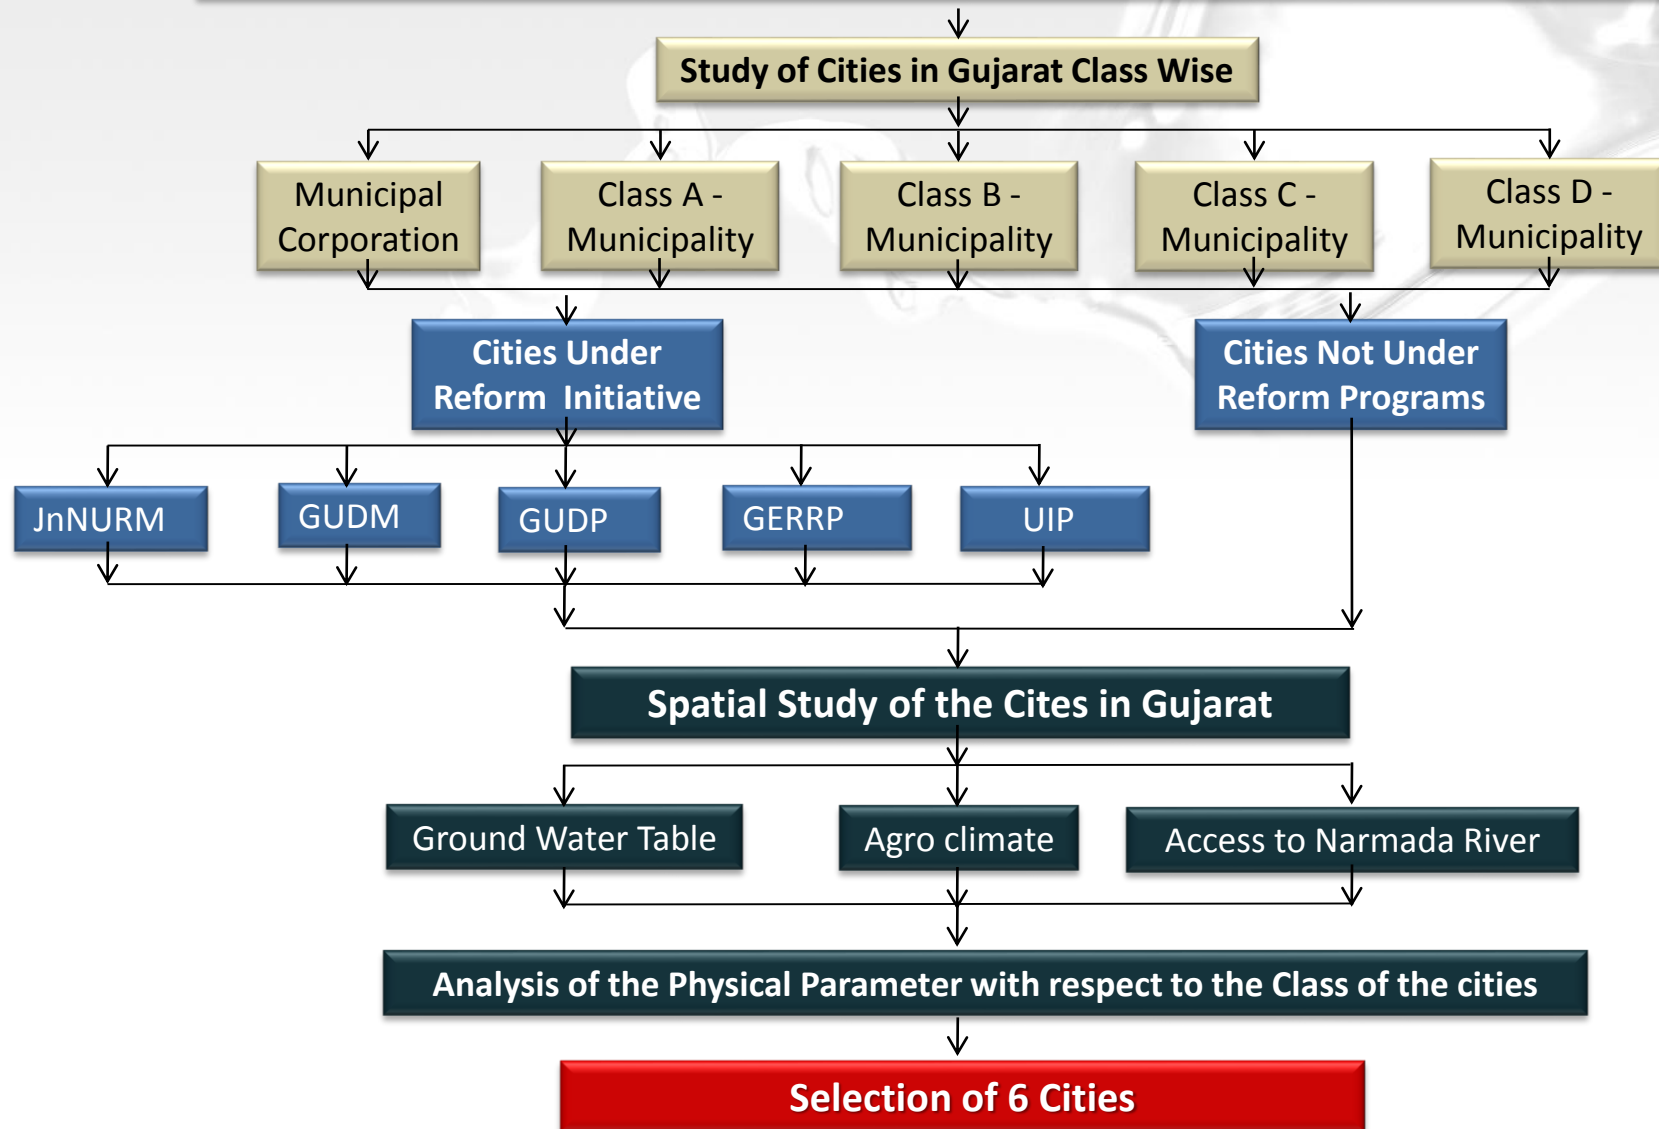 Study of Cities in Gujarat Class Wise
Municipal
Corporation
Class A -
Municipality
Class B -
Municipality
Class C -
Municipality
Class D -
Municipality
Cities Under
Reform Initiative
Cities Not Under
Reform Programs
JnNURM
GUDM
GUDP
GERRP
UIP
Spatial Study of the Cites in Gujarat
Ground Water Table
Agro climate
Access to Narmada River
Analysis of the Physical Parameter with respect to the Class of the cities
Selection of 6 Cities